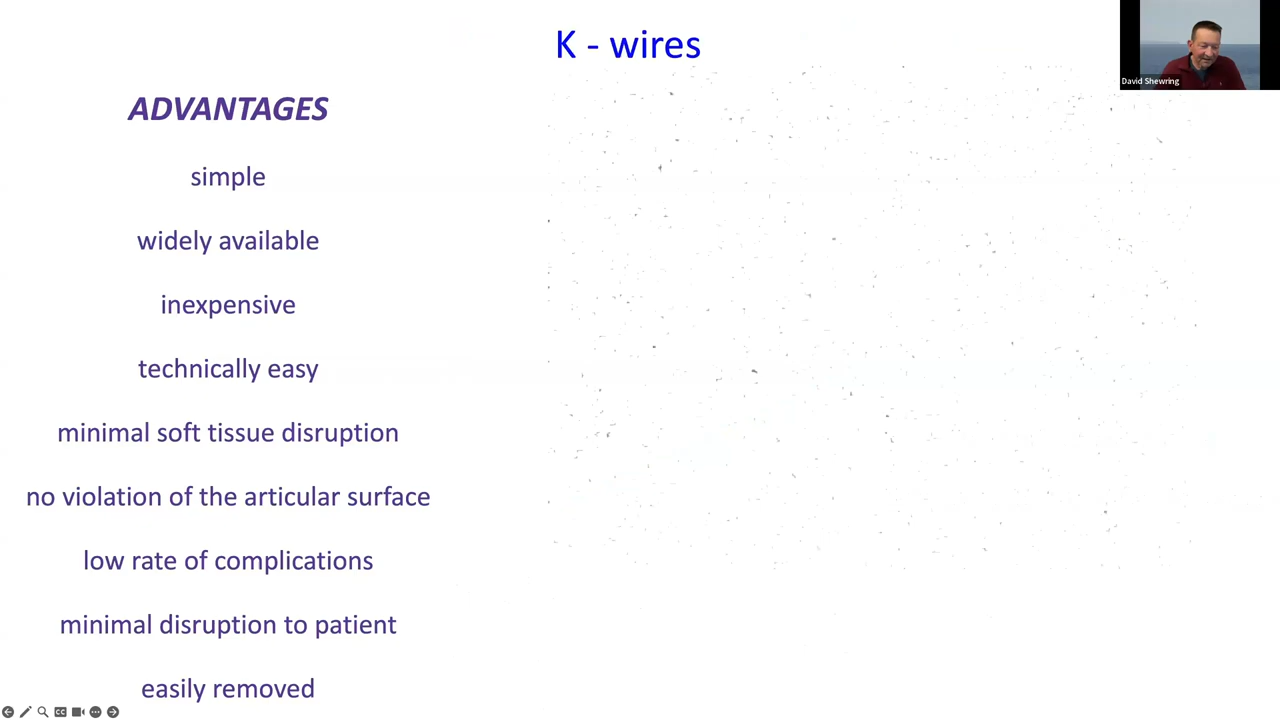 K - wires
David Shewring
ADVANTAGES
simple
widely available
inexpensive
technically easy
minimal soft tissue disruption
no violation of the articular surface
low rate of complications
minimal disruption to patient
easily removed
CC